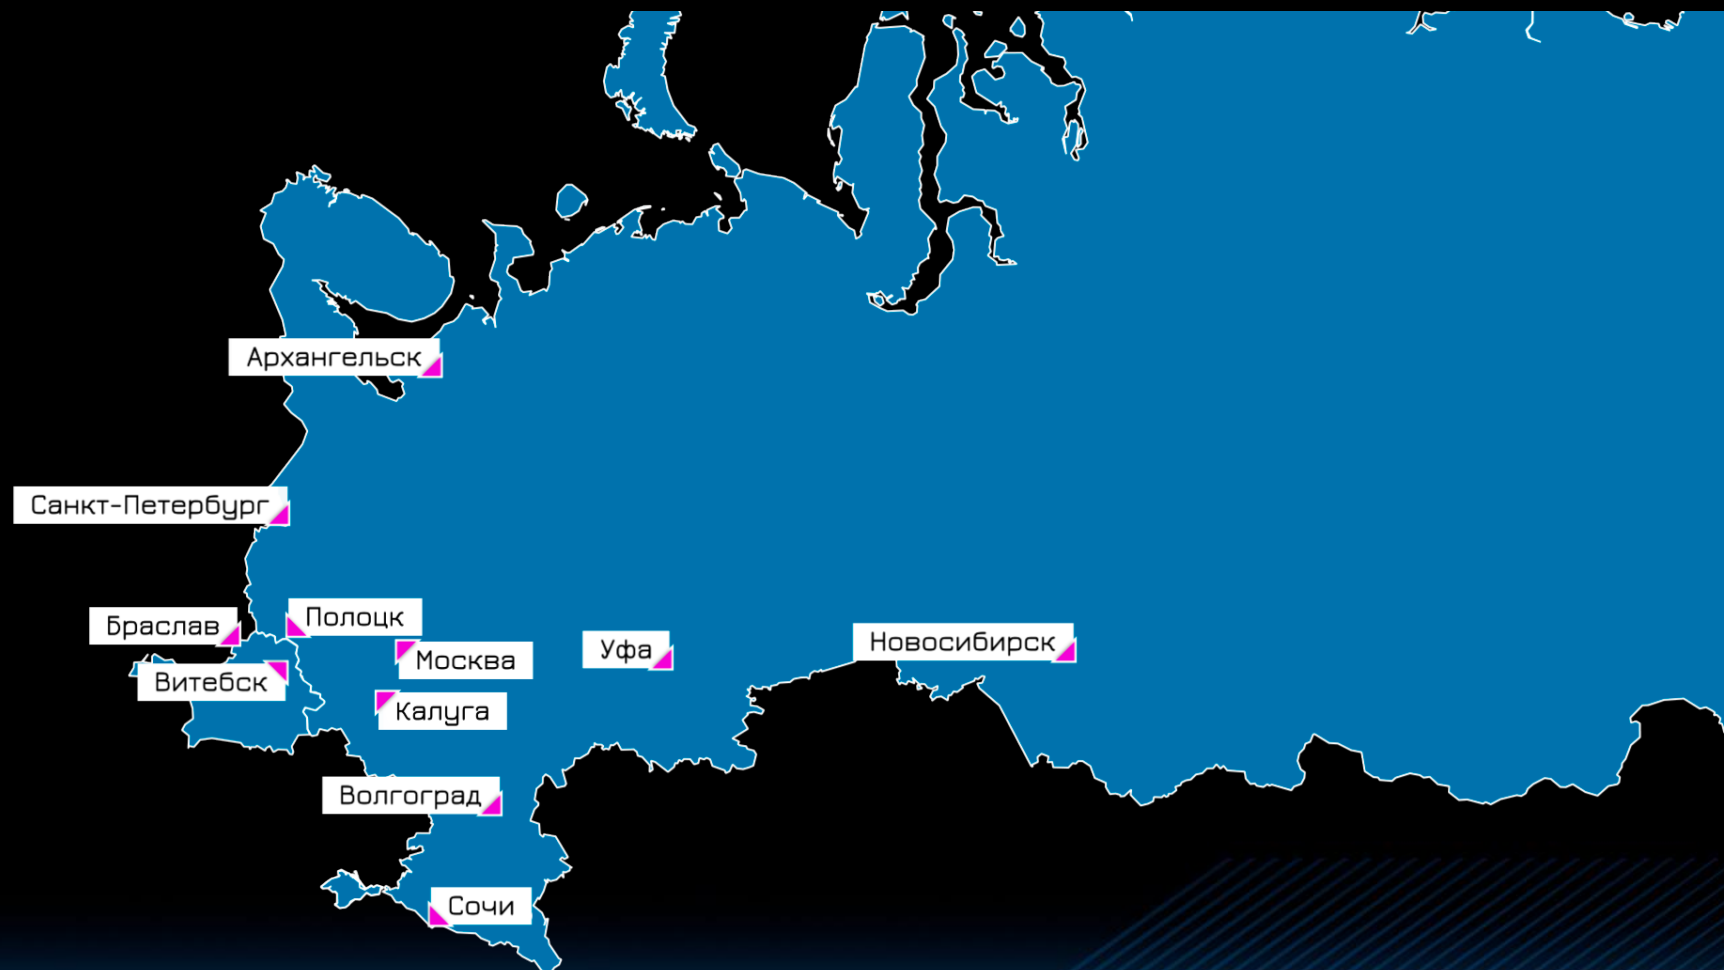 Архангельск
Санкт-Петербург
Полоцк
Браслав
Москва
Уфа
Новосибирск
Витебск
Калуга
Волгоград
Сочи